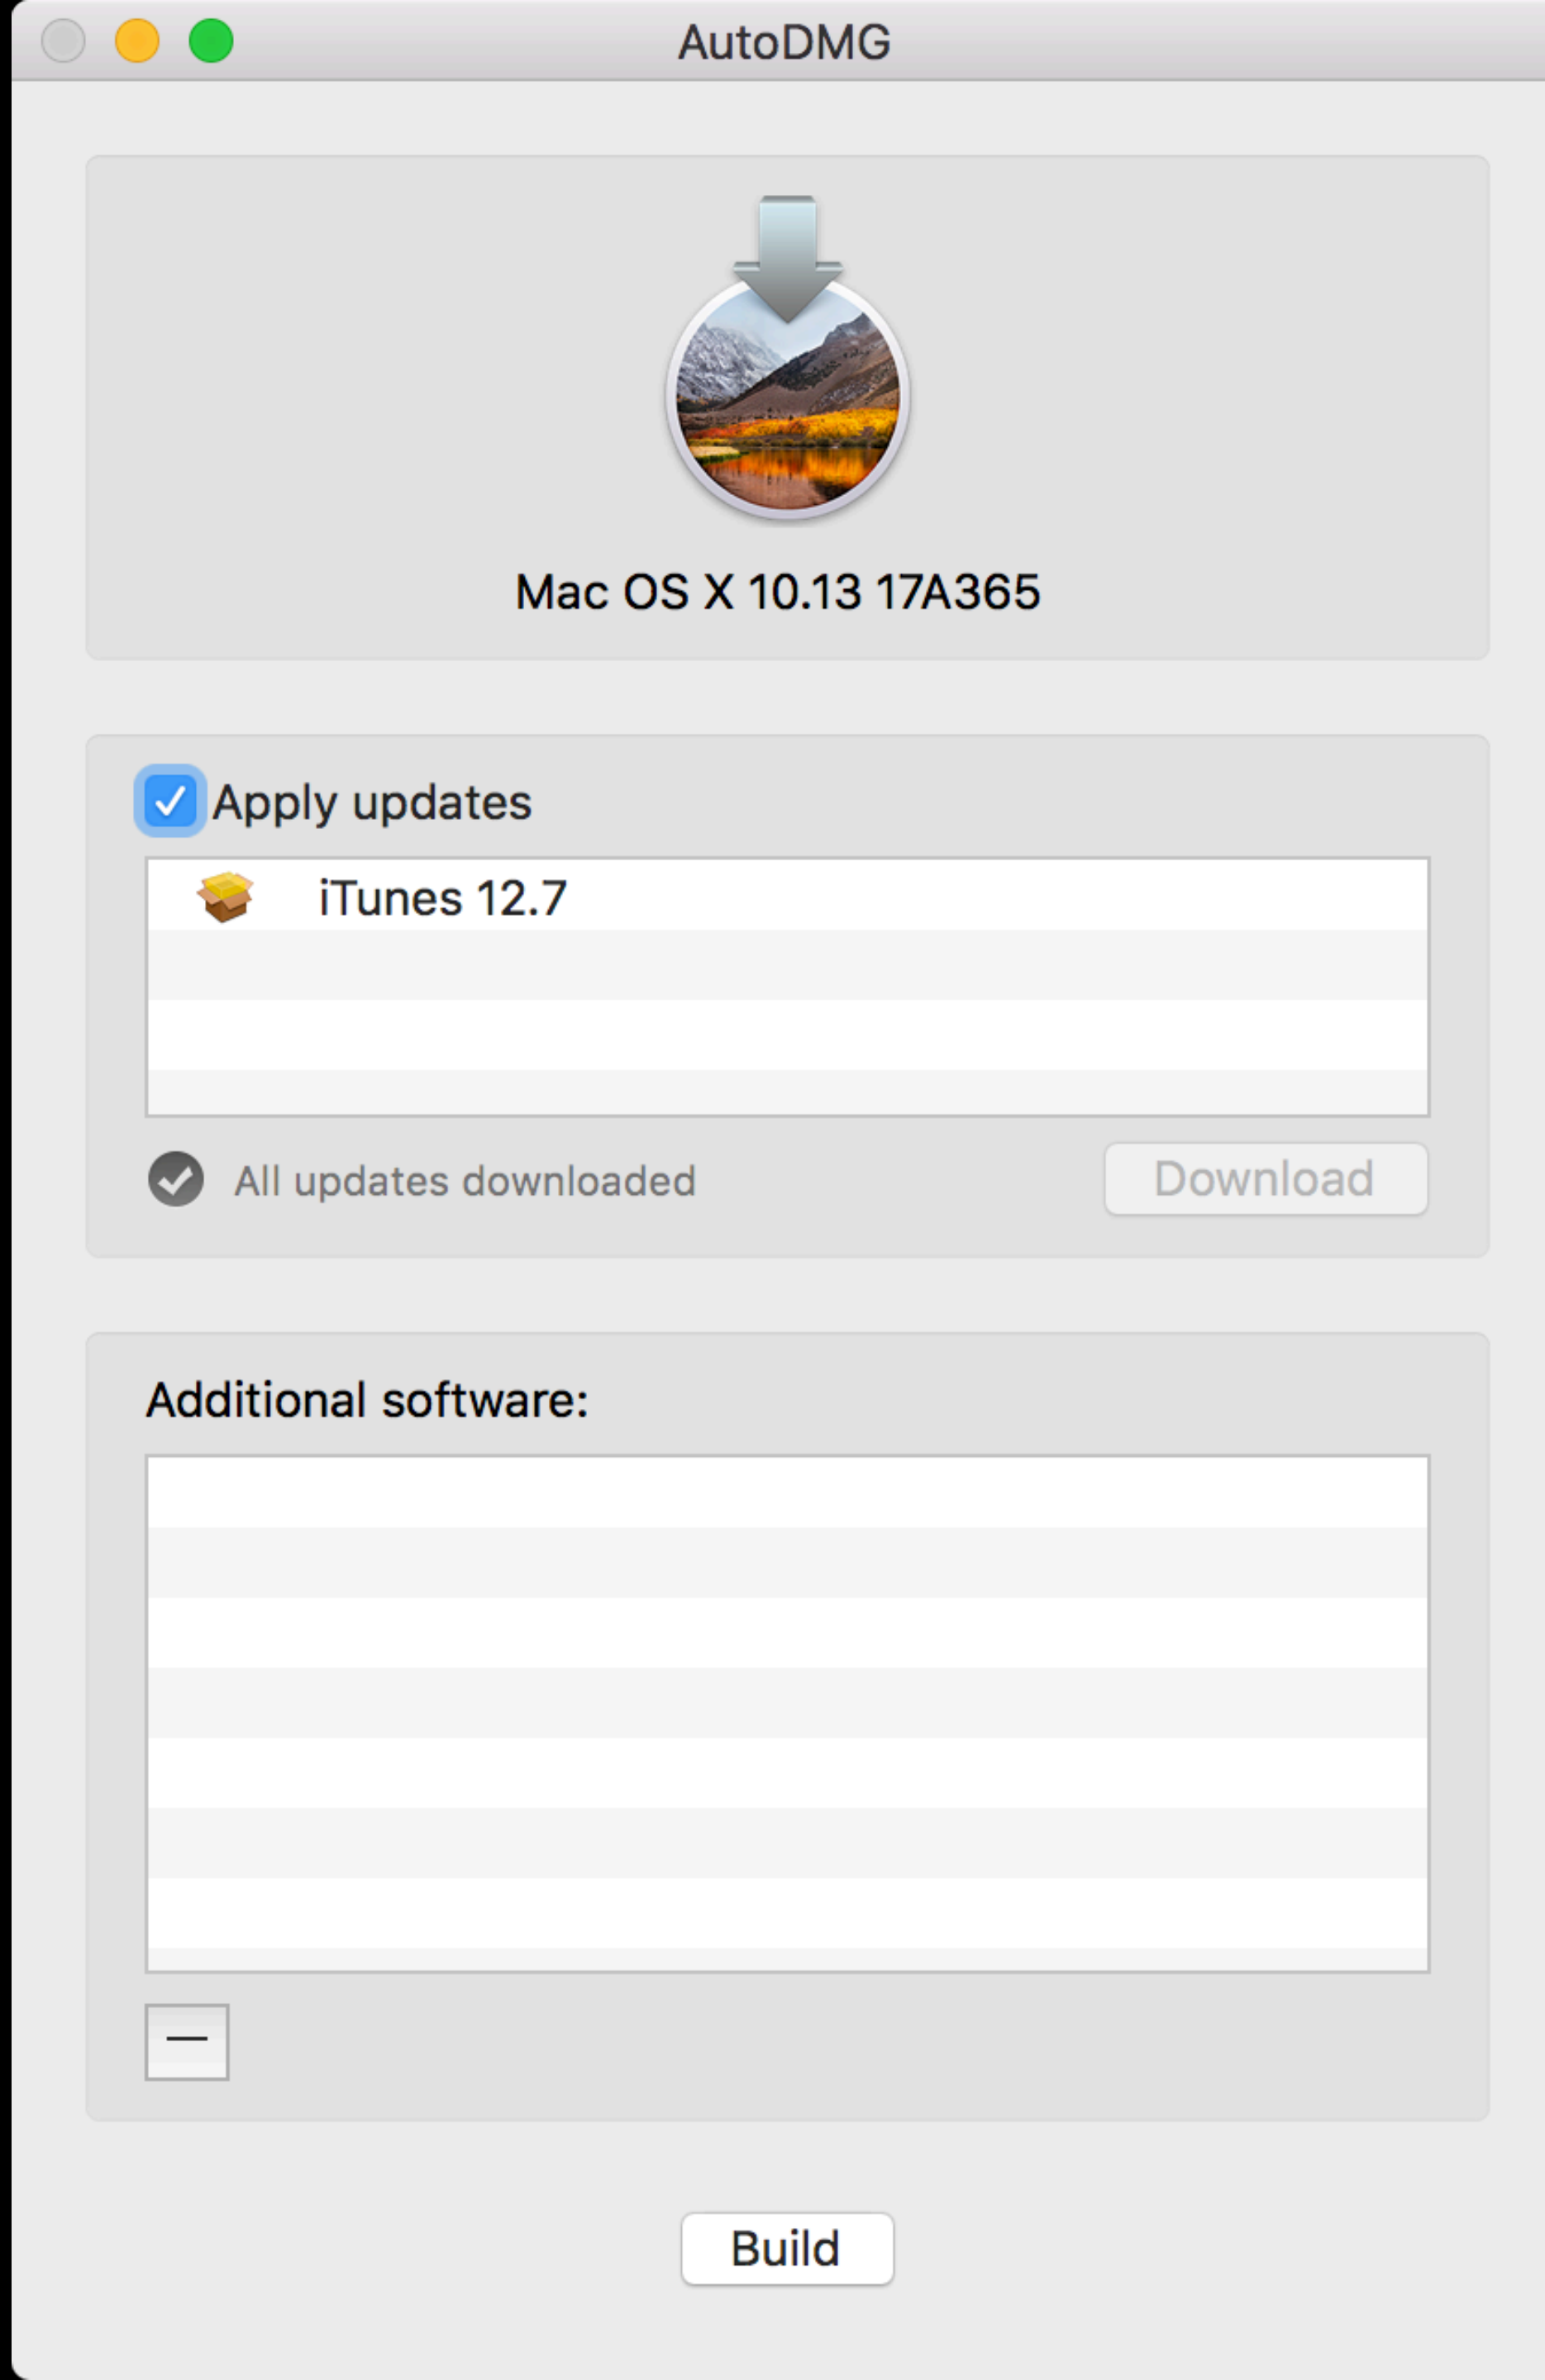 AutoDMG
Mac OS X 10.13 17A365
Apply updates
iTunes 12.7
All updates downloaded
Download
Additional software:
Build